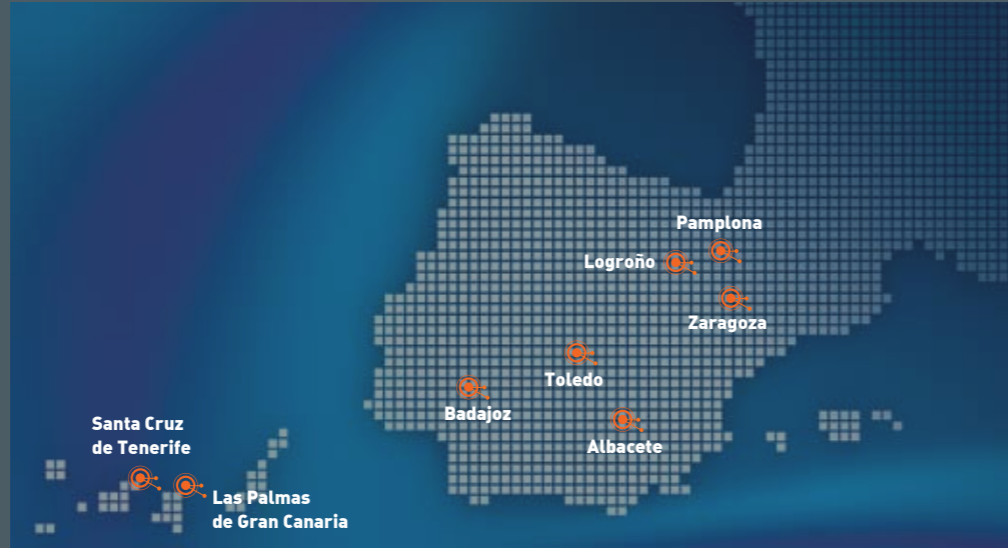 Pamplona
Logroño
Zaragoza
Toledo
Badajoz
Albacete
Santa Cruz
de Tenerife
Las Palmas
de Gran Canaria